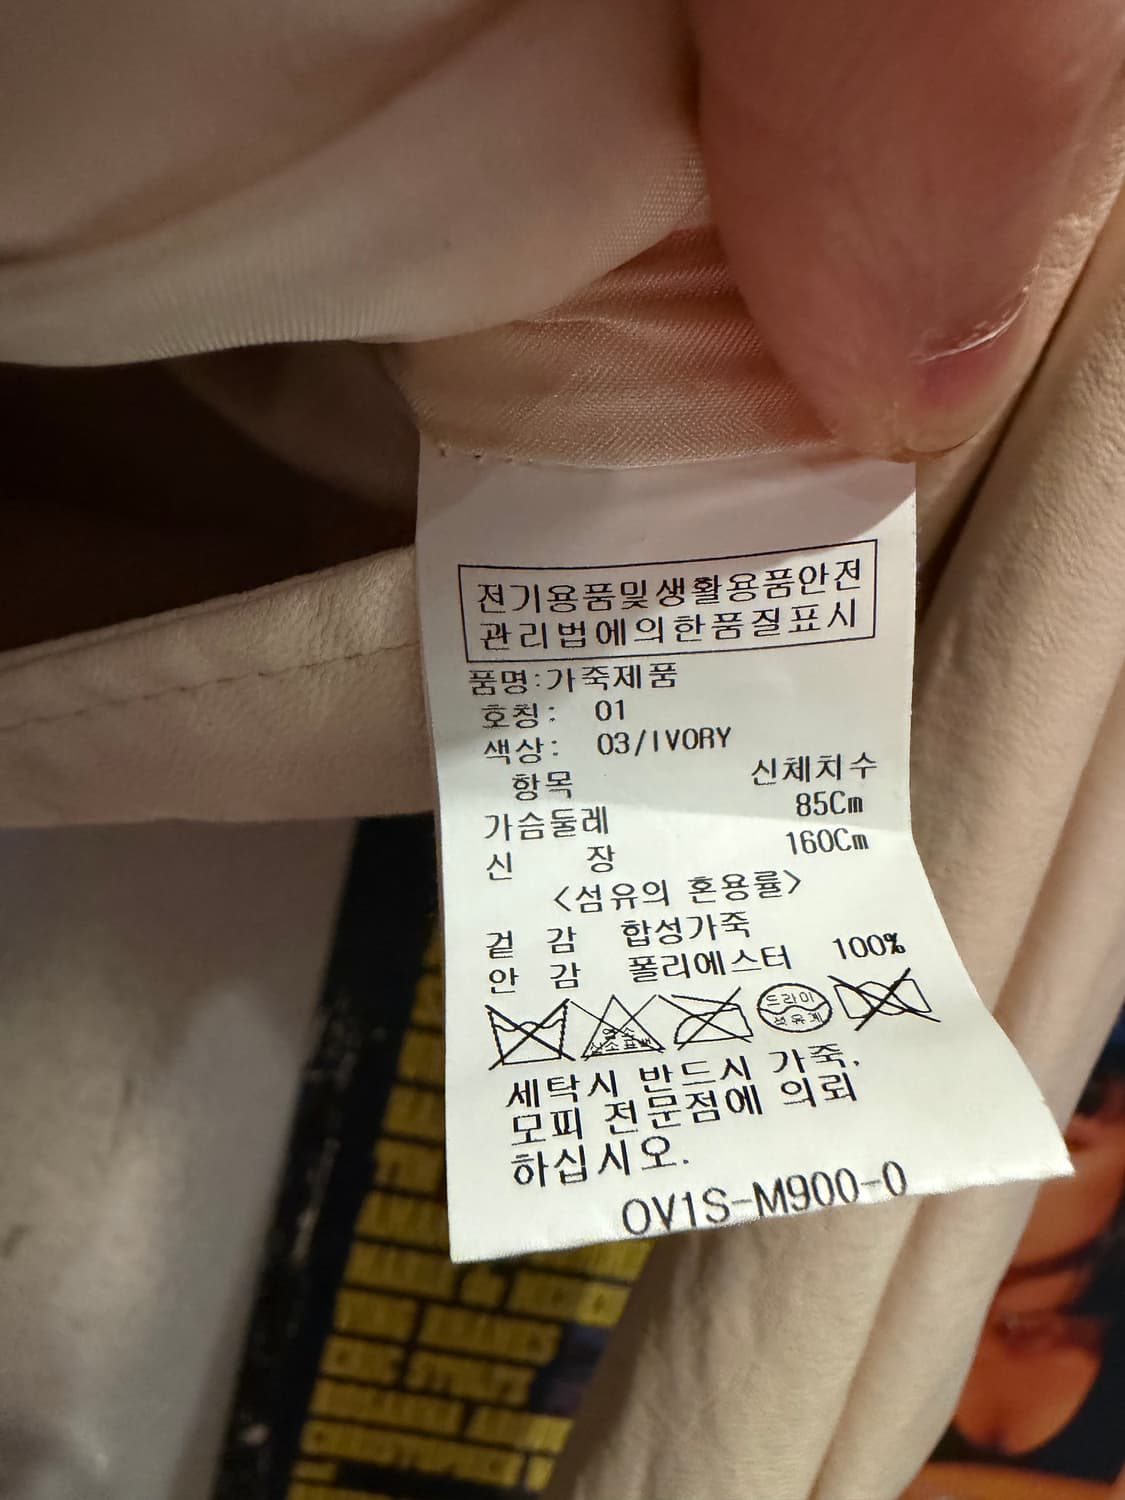 전기용품및생활용품안전
관리법에의한품질표시
품명:가죽제품
호칭: 01
색상: 03/IVORY
항목 신체치수
가슴둘레 85Cm
신 장 160Cm
<섬유의 혼용률>
겉 감 합성가죽
안 감 폴리에스터 100%
드라이
석유계
세탁시 반드시 가죽,
모피 전문점에 의뢰
하십시오.
OV1S-M900-0